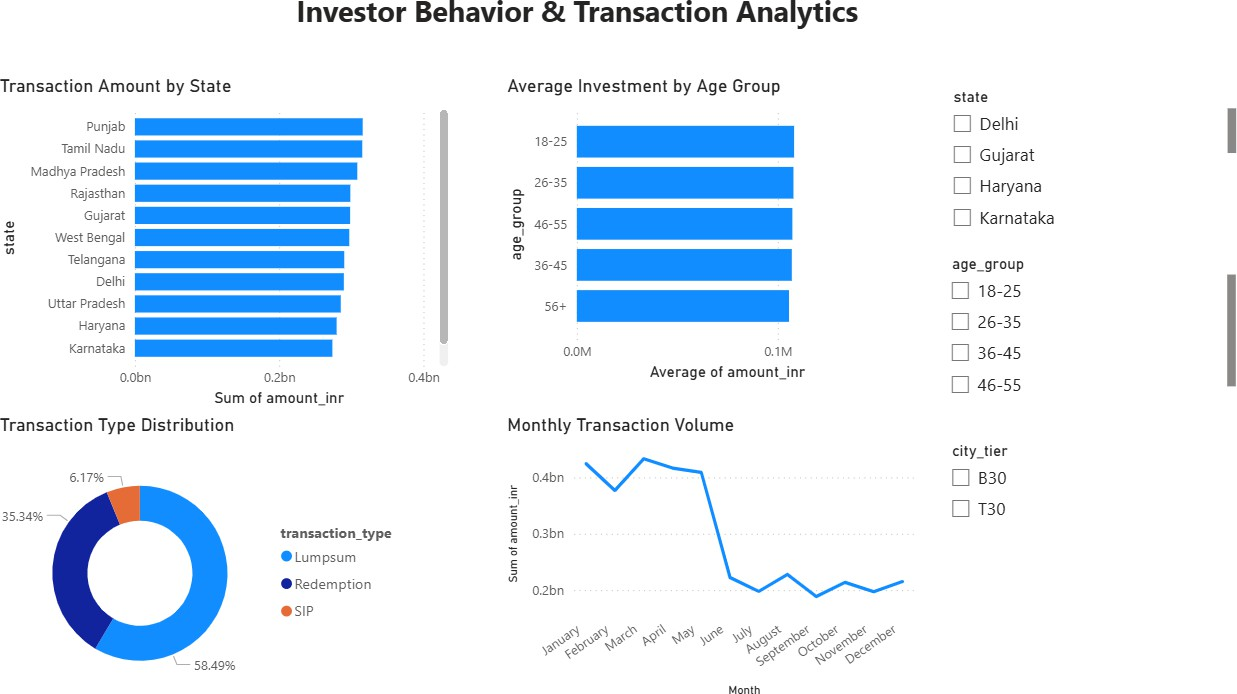 Investor Behavior & Transaction Analytics
Transaction Amount by State
state
Punjab
Tamil Nadu
Madhya Pradesh
Rajasthan
Gujarat
West Bengal
Telangana
Delhi
Uttar Pradesh
Haryana
Karnataka
0.0bn 0.2bn 0.4bn
Sum of amount_inr
Average Investment by Age Group
age_group
18-25
26-35
46-55
36-45
56+
0.0M 0.1M
Average of amount_inr
state
Delhi
Gujarat
Haryana
Karnataka
age_group
18-25
26-35
36-45
46-55
Transaction Type Distribution
6.17%
35.34%
58.49%
transaction_type
Lumpsum
Redemption
SIP
Monthly Transaction Volume
Sum of amount_inr
0.4bn
0.3bn
0.2bn
January February March April May June July August September October November December
Month
city_tier
B30
T30